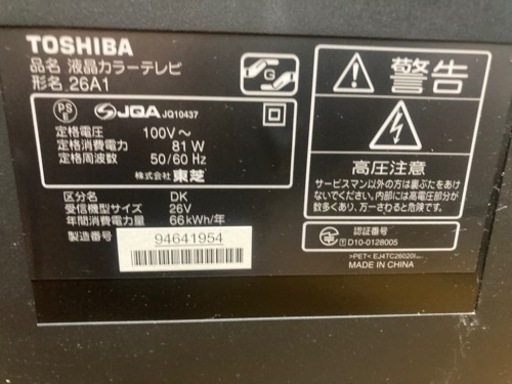 TOSHIBA
品名 液晶カラーテレビ
形名 26A1
G
PS
E
JQA JQ10437
定格電圧 100V～
定格消費電力 81W
定格周波数 50/60Hz
株式会社 東芝
区分名 DK
受信機型サイズ 26V
年間消費電力量 66kWh/年
製造番号 94641954
警告
高圧注意
サービスマン以外の方は裏ぶたをあけ
ないでください。内部には高電圧部分が
数多くあり、万一さわると危険です。
認証番号
T D10-0128005
>PET< EJ4TC26020I
MADE IN CHINA